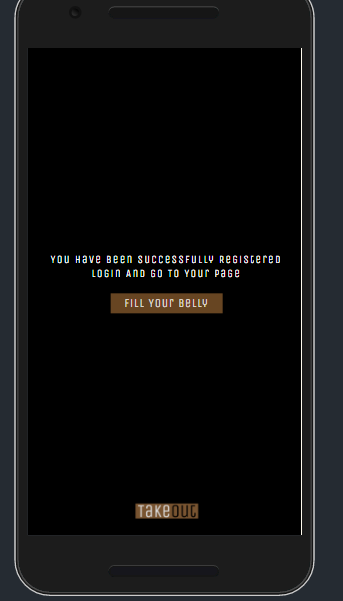 You have been successfully registered
Login and go to your page
Fill your belly
Takeout